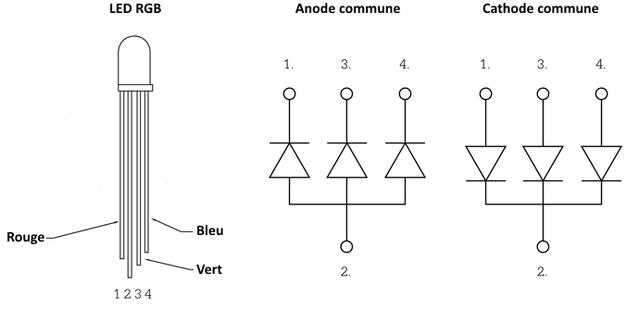 LED RGB
Anode commune
Cathode commune
1.
3.
4.
1.
3.
4.
Rouge
Bleu
Vert
1 2 3 4
2.
2.